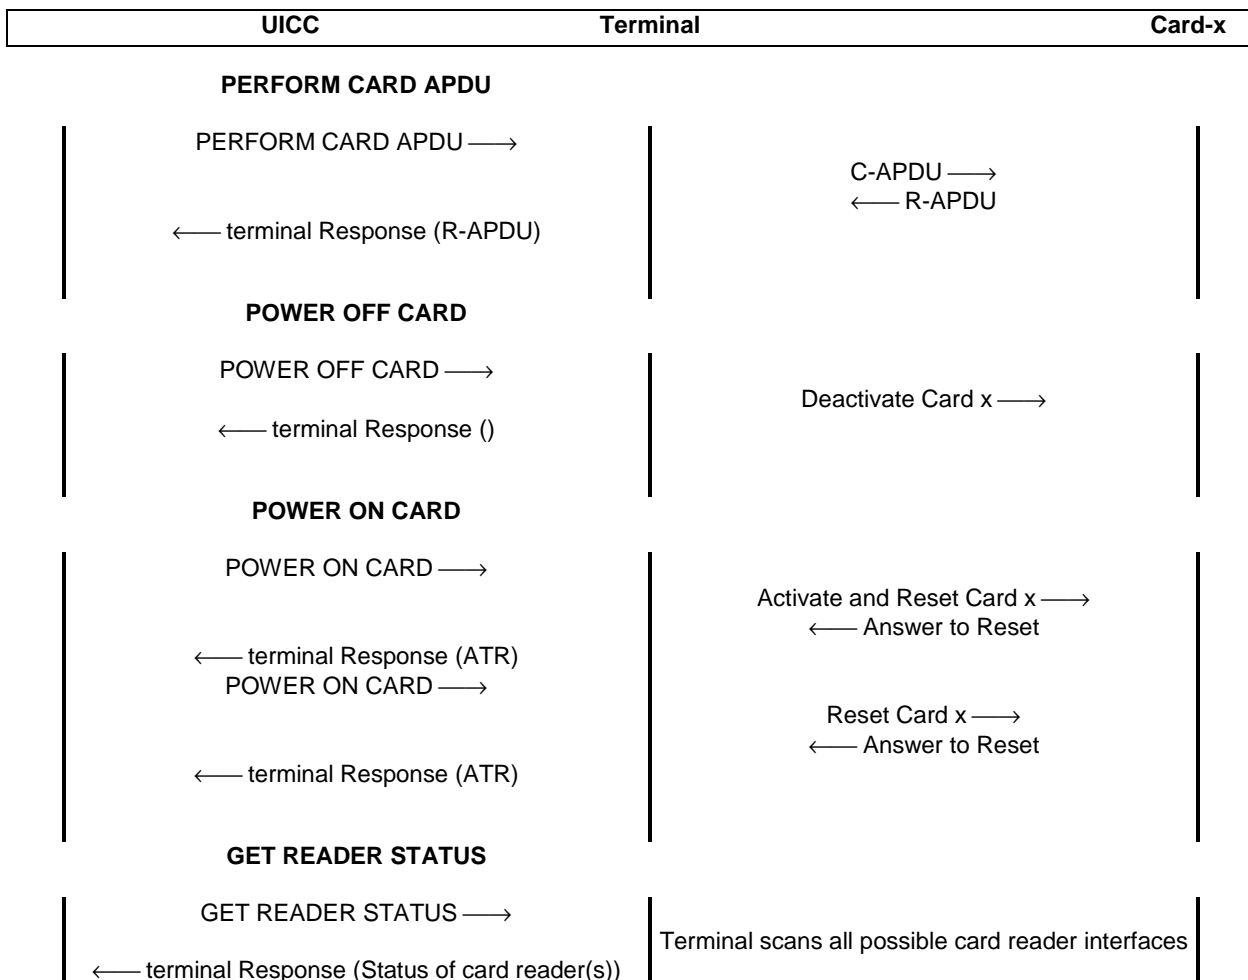 UICC Terminal Card-x
PERFORM CARD APDU
PERFORM CARD APDU ⟶
C-APDU ⟶
⟵ R-APDU
⟵ terminal Response (R-APDU)
POWER OFF CARD
POWER OFF CARD ⟶
Deactivate Card x ⟶
⟵ terminal Response ()
POWER ON CARD
POWER ON CARD ⟶
Activate and Reset Card x ⟶
⟵ Answer to Reset
⟵ terminal Response (ATR)
POWER ON CARD ⟶
Reset Card x ⟶
⟵ Answer to Reset
⟵ terminal Response (ATR)
GET READER STATUS
GET READER STATUS ⟶
Terminal scans all possible card reader interfaces
⟵ terminal Response (Status of card reader(s))